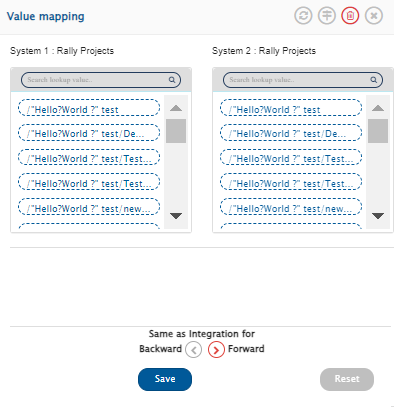 Value mapping
System 1 : Rally Projects
System 2 : Rally Projects
Search lookup value..
Search lookup value..
/"Hello?World ?" test
/"Hello?World ?" test/De...
/"Hello?World ?" test/Test...
/"Hello?World ?" test/Test...
/"Hello?World ?" test/new...
/"Hello?World ?" test
/"Hello?World ?" test/De...
/"Hello?World ?" test/Test...
/"Hello?World ?" test/Test...
/"Hello?World ?" test/new...
Same as Integration for
Backward Forward
Save
Reset